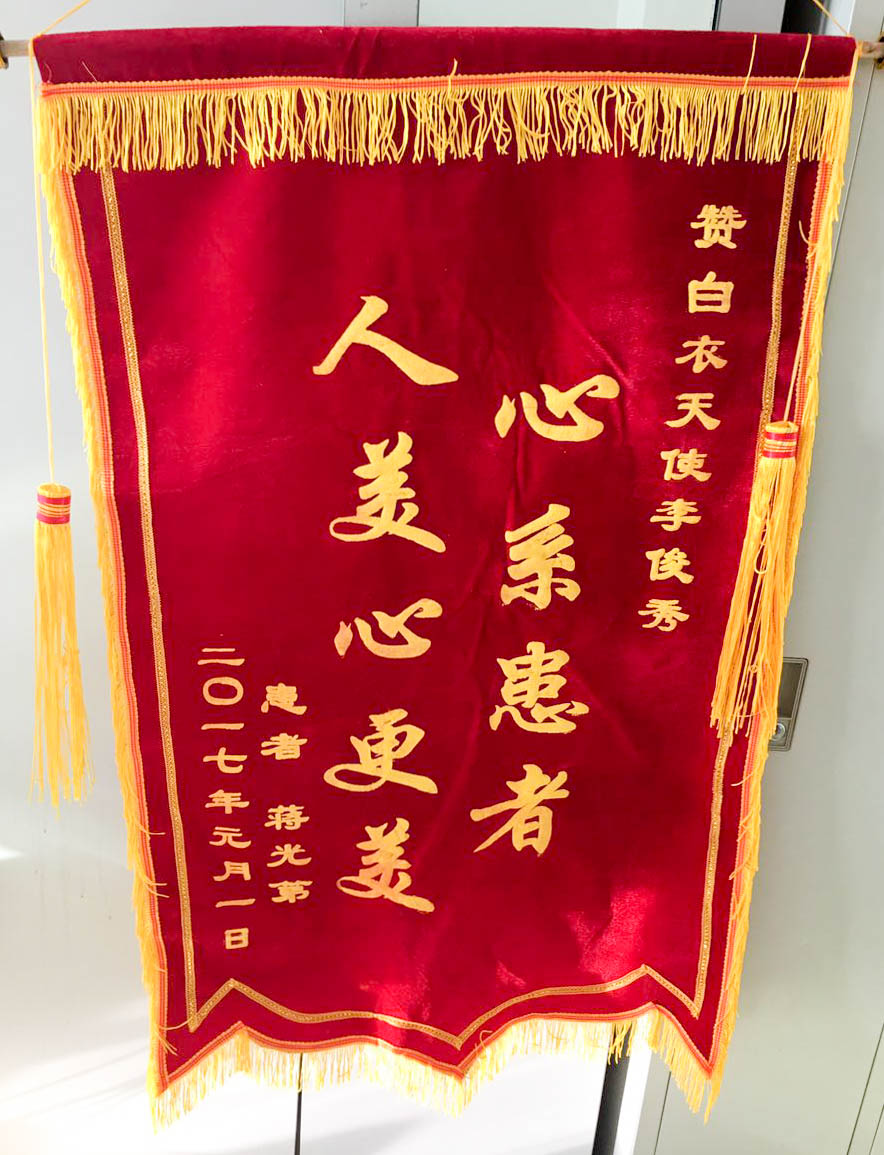 赞白衣天使李俊秀
心系患者
人美心更美
患者 蒋光第
二〇一七年元月一日